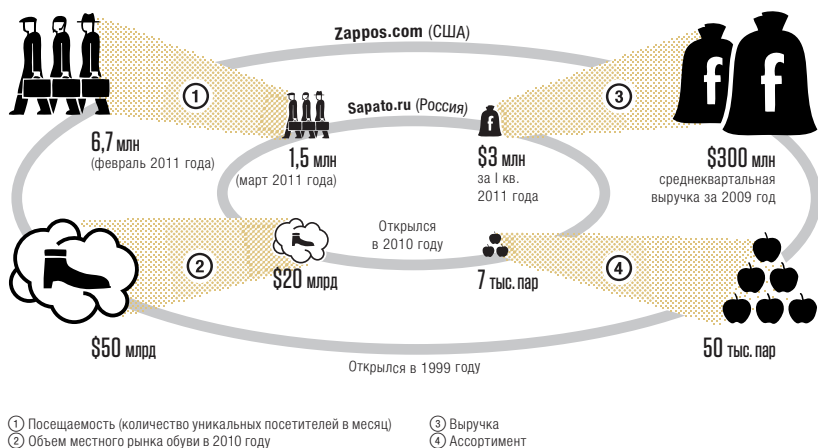 Zappos.com (США)
1
Sapato.ru (Россия)
3
f
f
f
6,7 млн
(февраль 2011 года)
1,5 млн
(март 2011 года)
$3 млн
за I кв.
2011 года
$300 млн
среднеквартальная
выручка за 2009 год
Открылся
в 2010 году
2
$20 млрд
7 тыс. пар
4
$50 млрд
50 тыс. пар
Открылся в 1999 году
1 Посещаемость (количество уникальных посетителей в месяц)
2 Объем местного рынка обуви в 2010 году
3 Выручка
4 Ассортимент